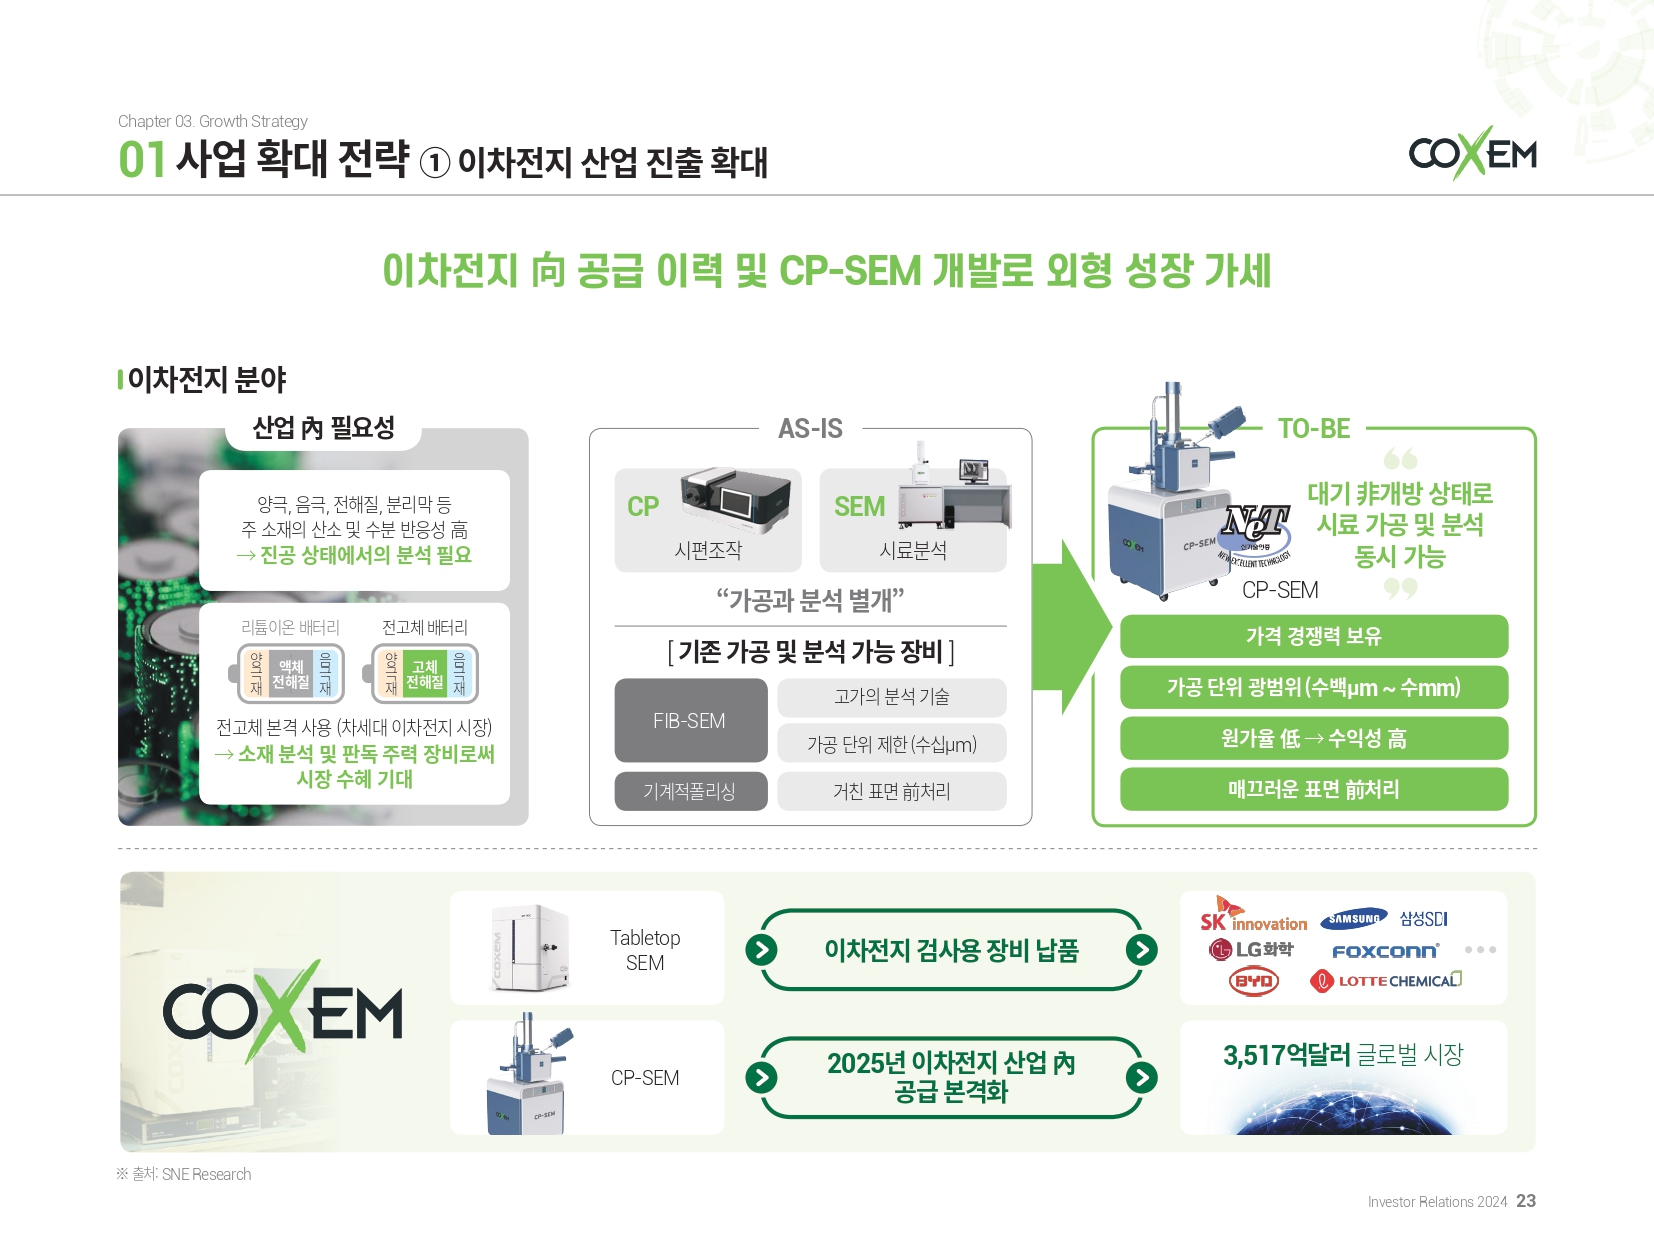 Chapter 03. Growth Strategy
01 사업 확대 전략 ① 이차전지 산업 진출 확대
COXEM
이차전지 向 공급 이력 및 CP-SEM 개발로 외형 성장 가세
이차전지 분야
산업 內 필요성
양극, 음극, 전해질, 분리막 등
주 소재의 산소 및 수분 반응성 高
→ 진공 상태에서의 분석 필요
리튬이온 배터리
전고체 배터리
양극재
액체
전해질
음극재
양극재
고체
전해질
음극재
전고체 본격 사용 (차세대 이차전지 시장)
→ 소재 분석 및 판독 주력 장비로써
시장 수혜 기대
AS-IS
CP
시편조작
SEM
시료분석
“가공과 분석 별개”
[ 기존 가공 및 분석 가능 장비 ]
FIB-SEM
고가의 분석 기술
가공 단위 제한 (수십μm)
기계적폴리싱
거친 표면 前처리
TO-BE
COXEM
CP-SEM
NeT
신기술인증
NEW EXCELLENT TECHNOLOGY
CP-SEM
“
대기 非개방 상태로
시료 가공 및 분석
동시 가능
”
가격 경쟁력 보유
가공 단위 광범위 (수백μm ~ 수mm)
원가율 低 → 수익성 高
매끄러운 표면 前처리
COXEM
COXEM
Tabletop
SEM
이차전지 검사용 장비 납품
SK innovation
SAMSUNG 삼성SDI
LG화학
FOXCONN
BYD
LOTTE CHEMICAL
COXEM
CP-SEM
CP-SEM
2025년 이차전지 산업 內
공급 본격화
3,517억달러 글로벌 시장
※ 출처: SNE Research
Investor Relations 2024 23